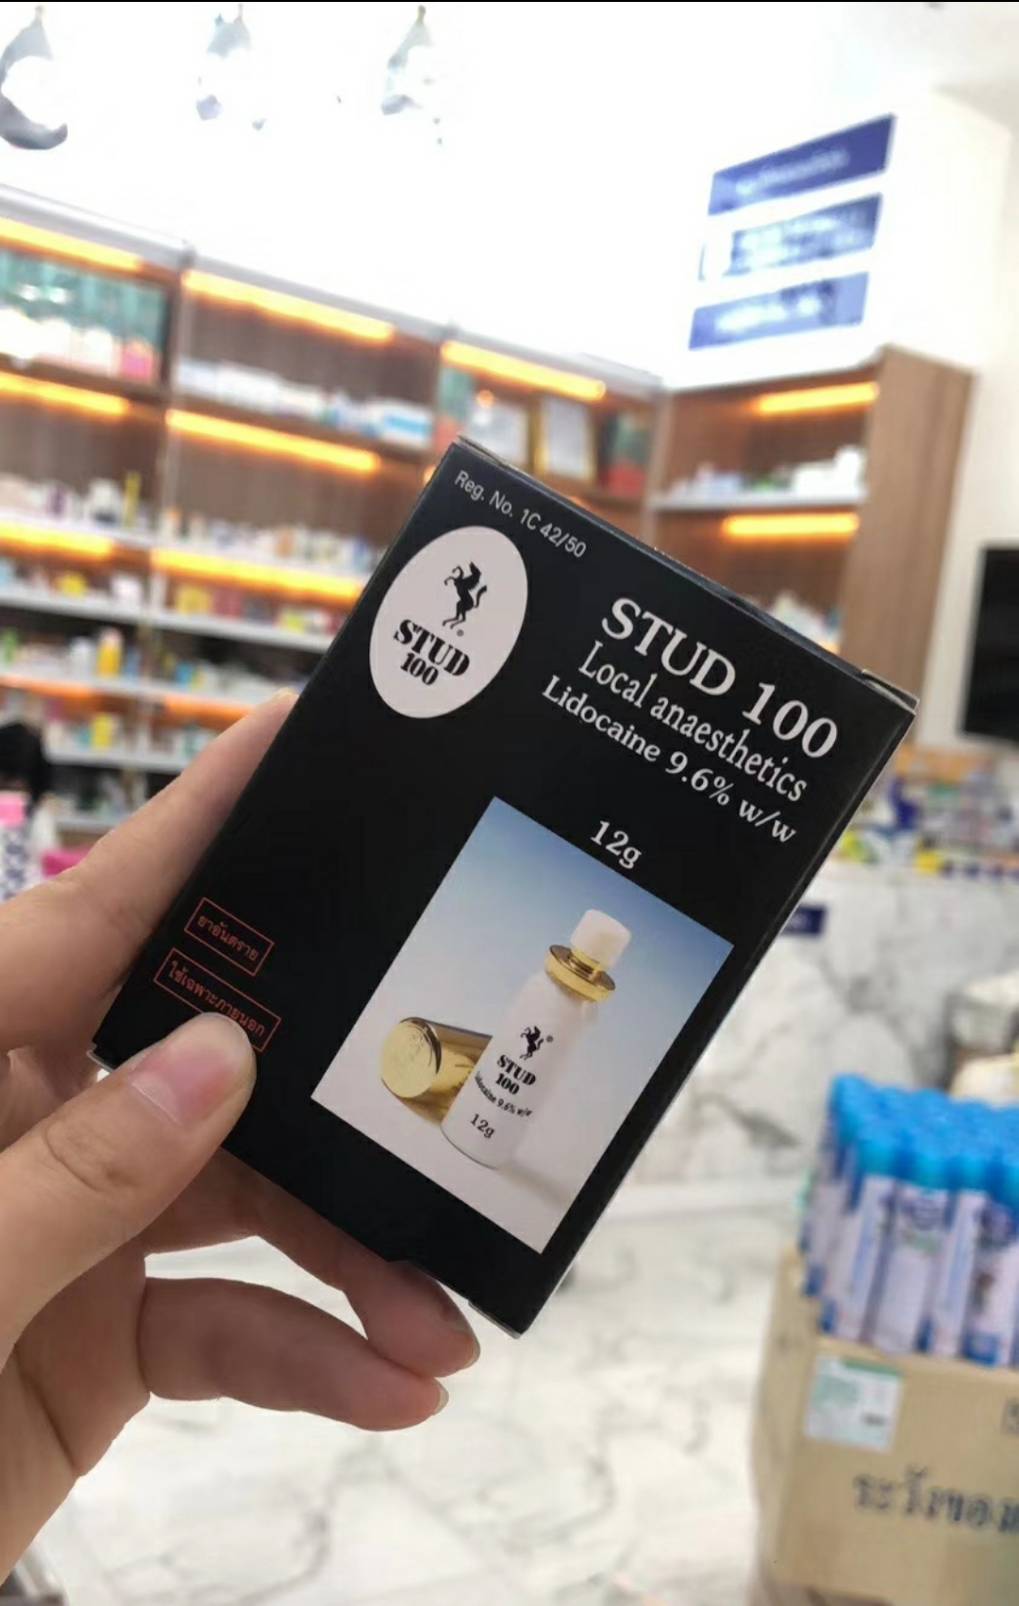 Reg. No. 1C 42/50
STUD
100
STUD 100
Local anaesthetics
Lidocaine 9.6% w/w
12g
ยาอันตราย
ใช้เฉพาะภายนอก
STUD
100
Lidocaine 9.6% w/w
12g